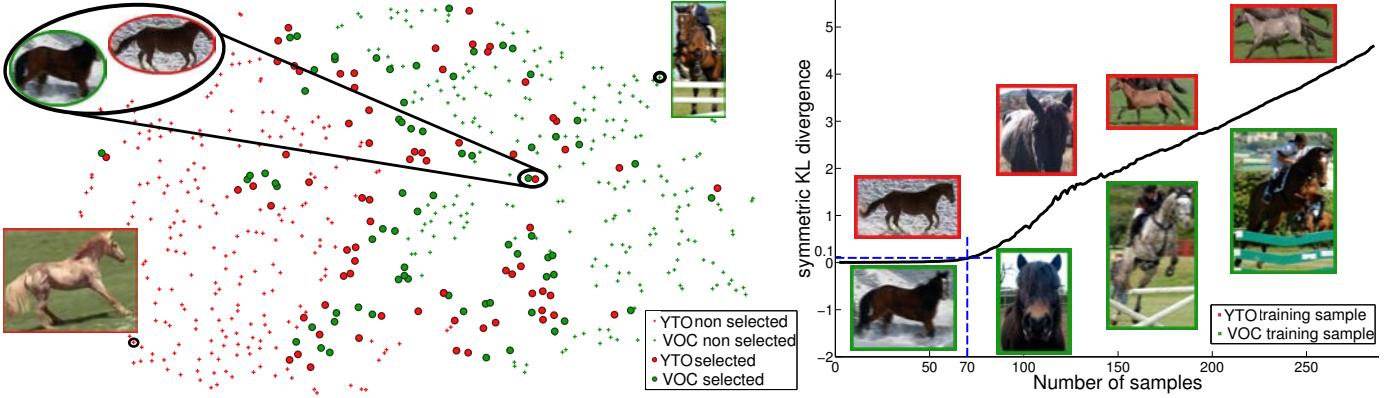 YTO non selected
VOC non selected
YTO selected
VOC selected
symmetric KL divergence
5
4
3
2
1
0.1
0
−1
−2
0 50 70 100 150 200 250
Number of samples
YTO training sample
VOC training sample